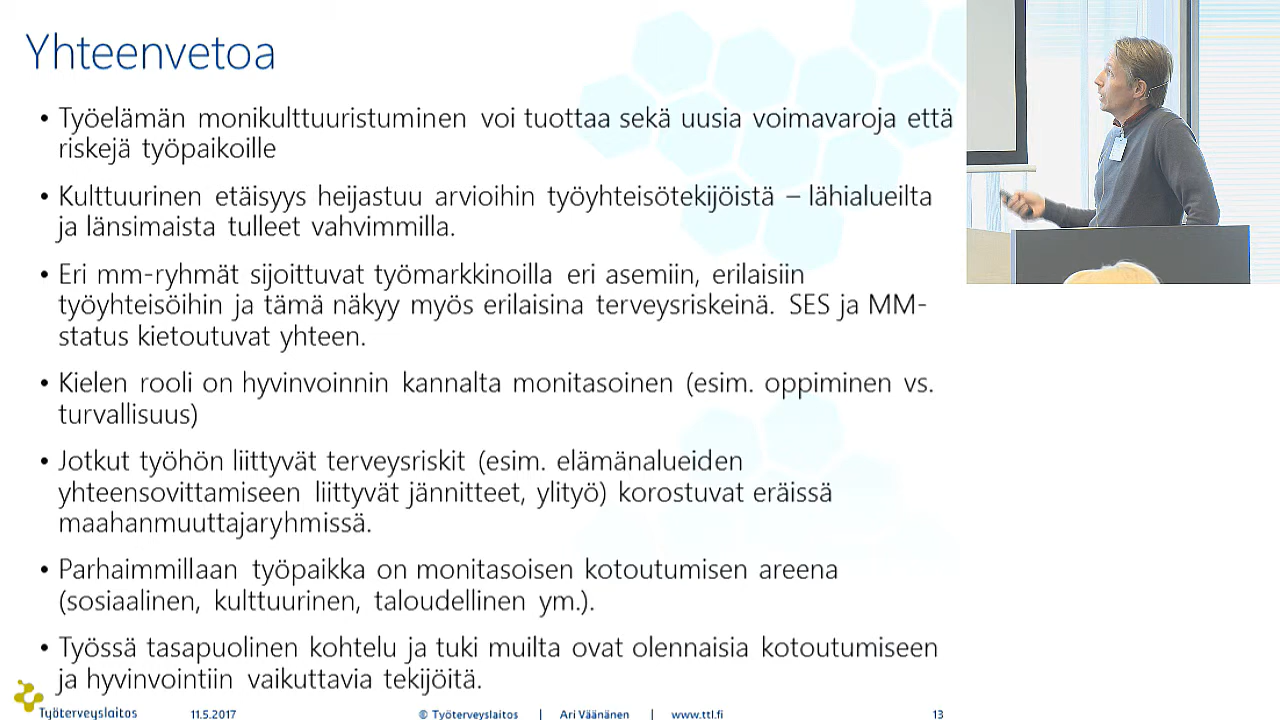 Yhteenvetoa
• Työelämän monikulttuuristuminen voi tuottaa sekä uusia voimavaroja että
riskejä työpaikoille
• Kulttuurinen etäisyys heijastuu arvioihin työyhteisötekijöistä – lähialueilta
ja länsimaista tulleet vahvimmilla.
• Eri mm-ryhmät sijoittuvat työmarkkinoilla eri asemiin, erilaisiin
työyhteisöihin ja tämä näkyy myös erilaisina terveysriskeinä. SES ja MM-
status kietoutuvat yhteen.
• Kielen rooli on hyvinvoinnin kannalta monitasoinen (esim. oppiminen vs.
turvallisuus)
• Jotkut työhön liittyvät terveysriskit (esim. elämänalueiden
yhteensovittamiseen liittyvät jännitteet, ylityö) korostuvat eräissä
maahanmuuttajaryhmissä.
• Parhaimmillaan työpaikka on monitasoisen kotoutumisen areena
(sosiaalinen, kulttuurinen, taloudellinen ym.).
• Työssä tasapuolinen kohtelu ja tuki muilta ovat olennaisia kotoutumiseen
ja hyvinvointiin vaikuttavia tekijöitä.
Työterveyslaitos 11.5.2017 © Työterveyslaitos | Ari Väänänen | www.ttl.fi 13